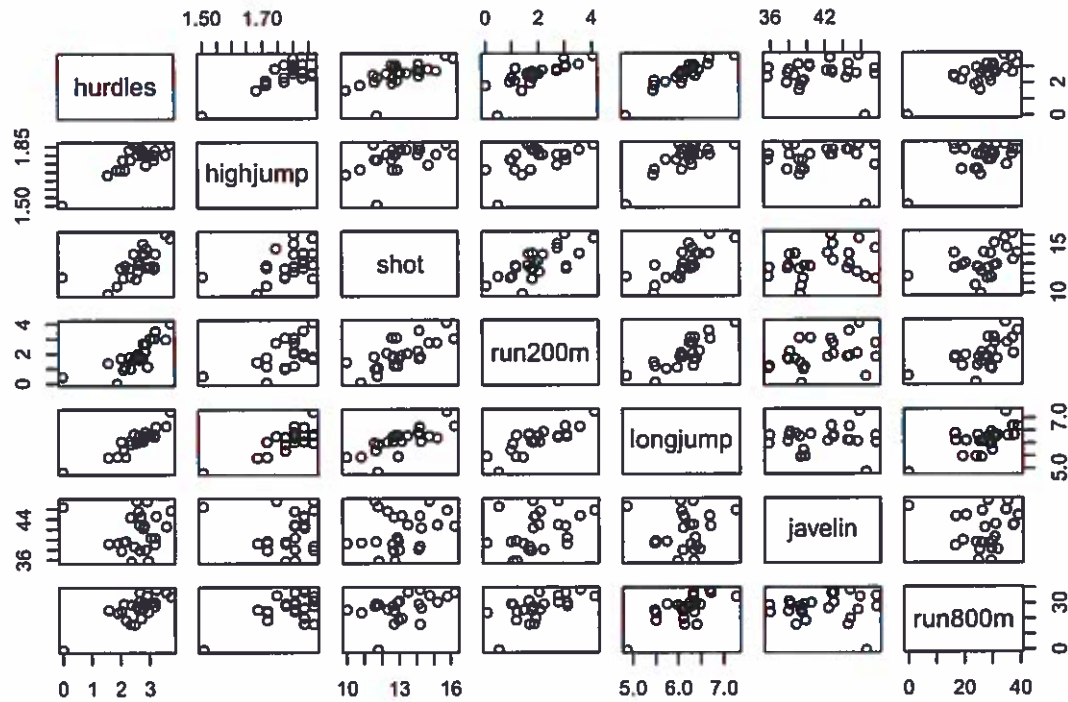 1.50 1.70 0 2 4 36 42
hurdles 0 2
1.50 1.85 highjump
shot 10 15
0 2 4 run200m
longjump 5.0 6.0 7.0
36 44 javelin
run800m 0 30
0 1 2 3 10 13 16 5.0 6.0 7.0 0 20 40